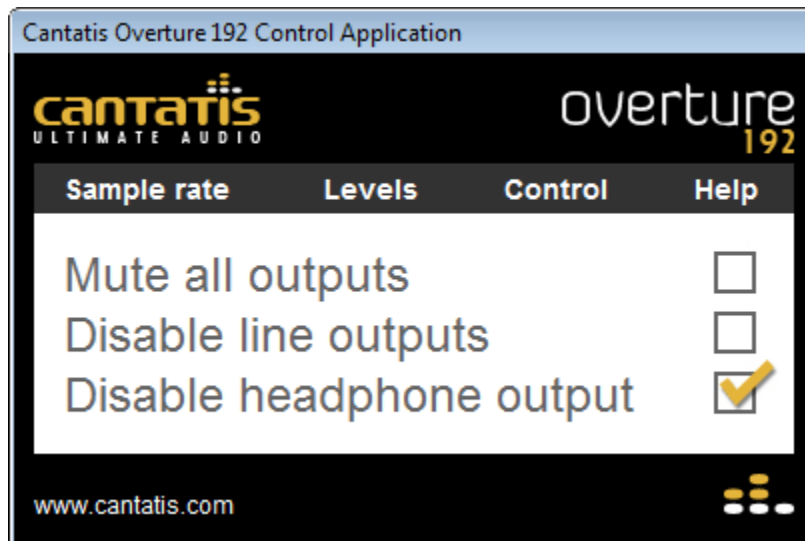 Cantatis Overture 192 Control Application
cantatis
ULTIMATE AUDIO
overture
192
Sample rate Levels Control Help
Mute all outputs
Disable line outputs
Disable headphone output
www.cantatis.com